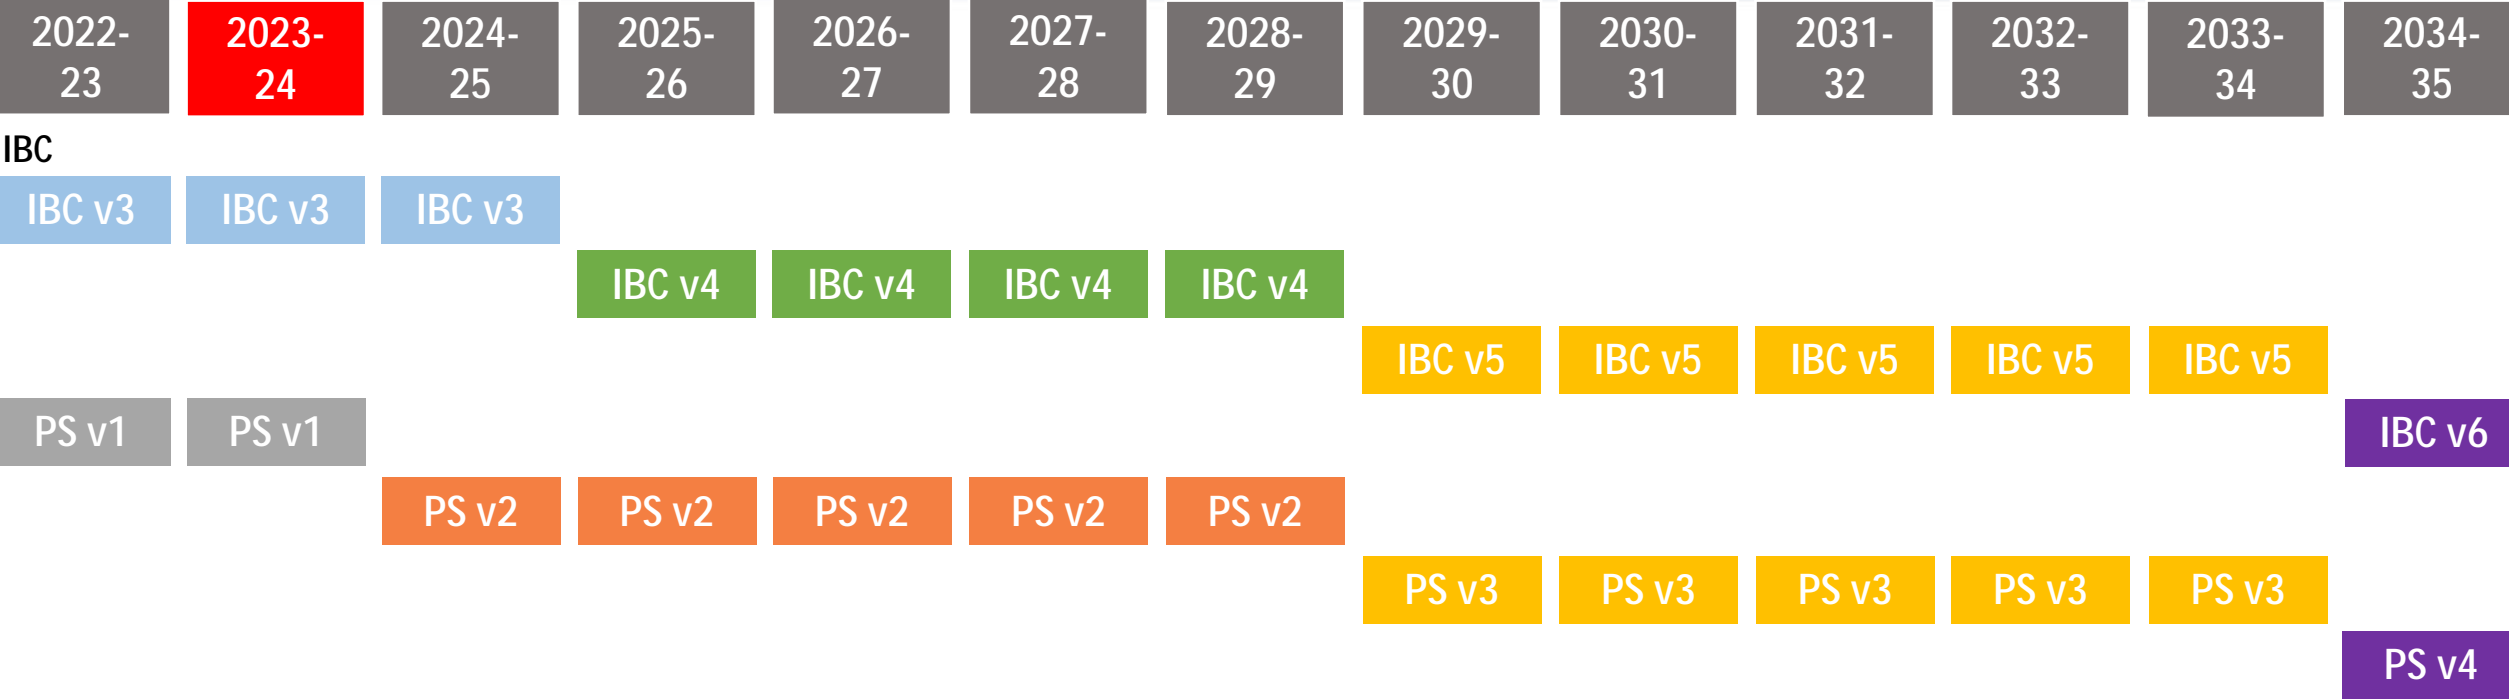 2022-
23
2023-
24
2024-
25
2025-
26
2026-
27
2027-
28
2028-
29
2029-
30
2030-
31
2031-
32
2032-
33
2033-
34
2034-
35
IBC
IBC v3
IBC v3
IBC v3
IBC v4
IBC v4
IBC v4
IBC v4
IBC v5
IBC v5
IBC v5
IBC v5
IBC v5
PS v1
PS v1
IBC v6
PS v2
PS v2
PS v2
PS v2
PS v2
PS v3
PS v3
PS v3
PS v3
PS v3
PS v4